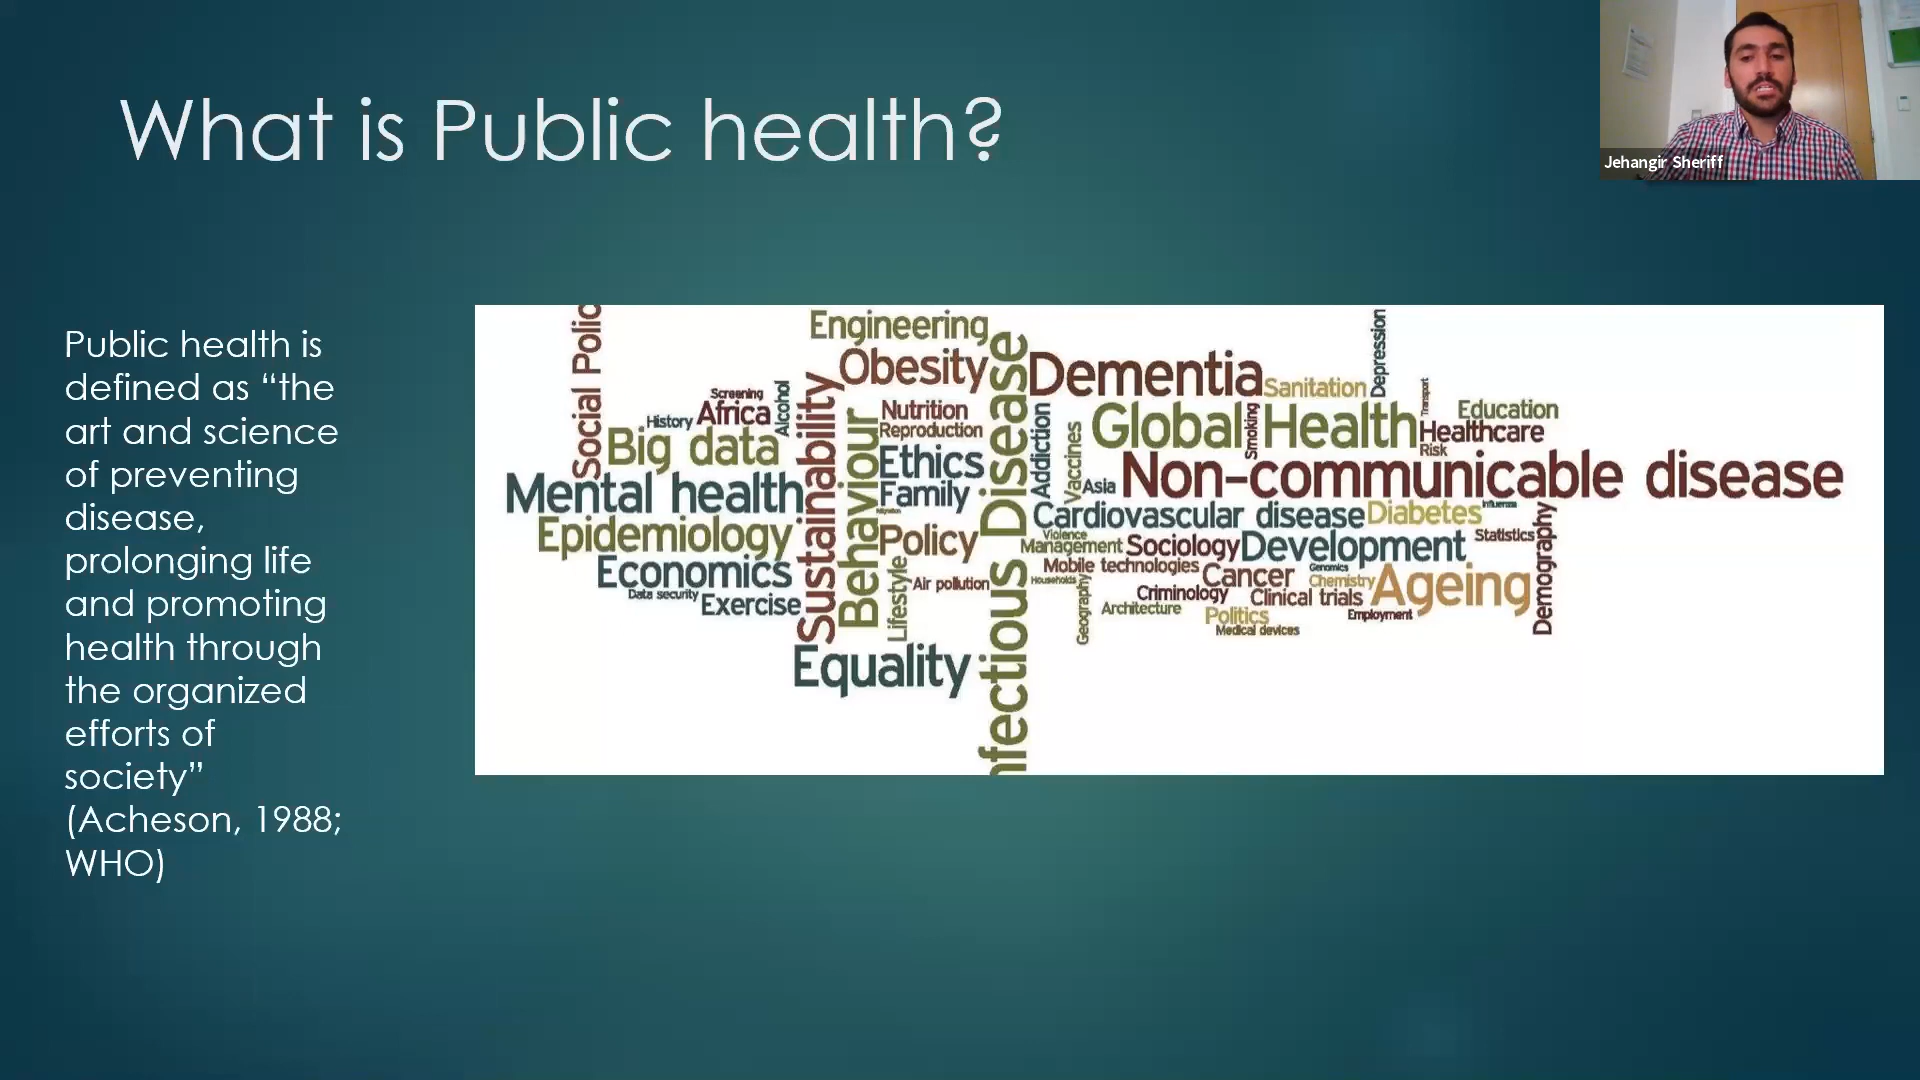 What is Public health?
Jehangir Sheriff
Public health is
defined as “the
art and science
of preventing
disease,
prolonging life
and promoting
health through
the organized
efforts of
society”
(Acheson, 1988;
WHO)
Social Polic
Engineering
Obesity
Infectious Disease
Dementia
Sanitation
Depression
Screening
Africa
History
Alcohol
Big data
Sustainability
Behaviour
Nutrition
Reproduction
Ethics
Family
Addiction
Vaccines
Asia
Global Health
Smoking
Transport
Education
Healthcare
Risk
Non-communicable disease
Mental health
Epidemiology
Economics
Data security
Exercise
Policy
Lifestyle
Air pollution
Equality
Cardiovascular disease
Diabetes
Influenza
Violence
Management
Sociology
Development
Statistics
Demography
Mobile technologies
Cancer
Genomics
Chemistry
Ageing
Households
Geography
Criminology
Clinical trials
Architecture
Politics
Employment
Medical devices